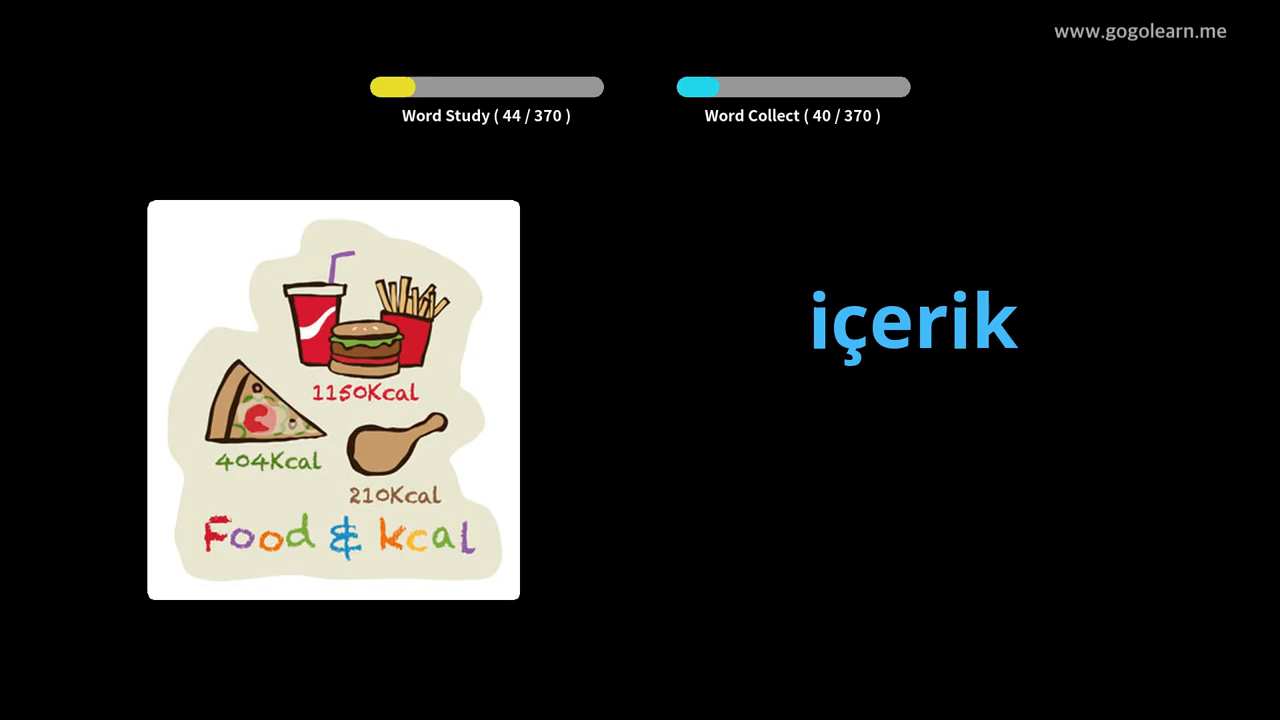 www.gogolearn.me
Word Study ( 44 / 370 )
Word Collect ( 40 / 370 )
içerik
1150Kcal
404Kcal
210Kcal
Food & kcal